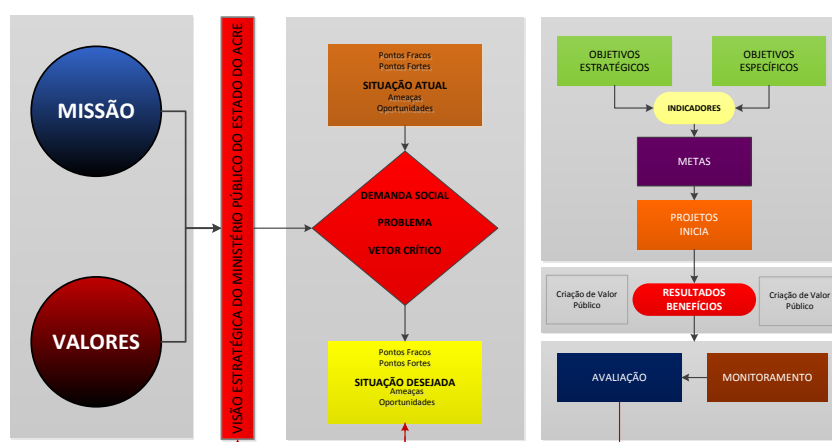 MISSÃO
VALORES
VISÃO ESTRATÉGICA DO MINISTÉRIO PÚBLICO DO ESTADO DO ACRE
Pontos Fracos
Pontos Fortes
SITUAÇÃO ATUAL
Ameaças
Oportunidades
DEMANDA SOCIAL
PROBLEMA
VETOR CRÍTICO
Pontos Fracos
Pontos Fortes
SITUAÇÃO DESEJADA
Ameaças
Oportunidades
OBJETIVOS
ESTRATÉGICOS
OBJETIVOS
ESPECÍFICOS
INDICADORES
METAS
PROJETOS
INICIA
Criação de Valor
Público
RESULTADOS
BENEFÍCIOS
Criação de Valor
Público
AVALIAÇÃO
MONITORAMENTO